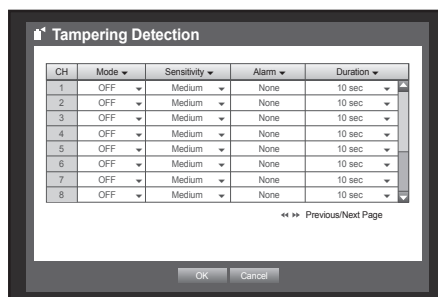 Tampering Detection
CH Mode Sensitivity Alarm Duration
1 OFF Medium None 10 sec
2 OFF Medium None 10 sec
3 OFF Medium None 10 sec
4 OFF Medium None 10 sec
5 OFF Medium None 10 sec
6 OFF Medium None 10 sec
7 OFF Medium None 10 sec
8 OFF Medium None 10 sec
Previous/Next Page
OK Cancel